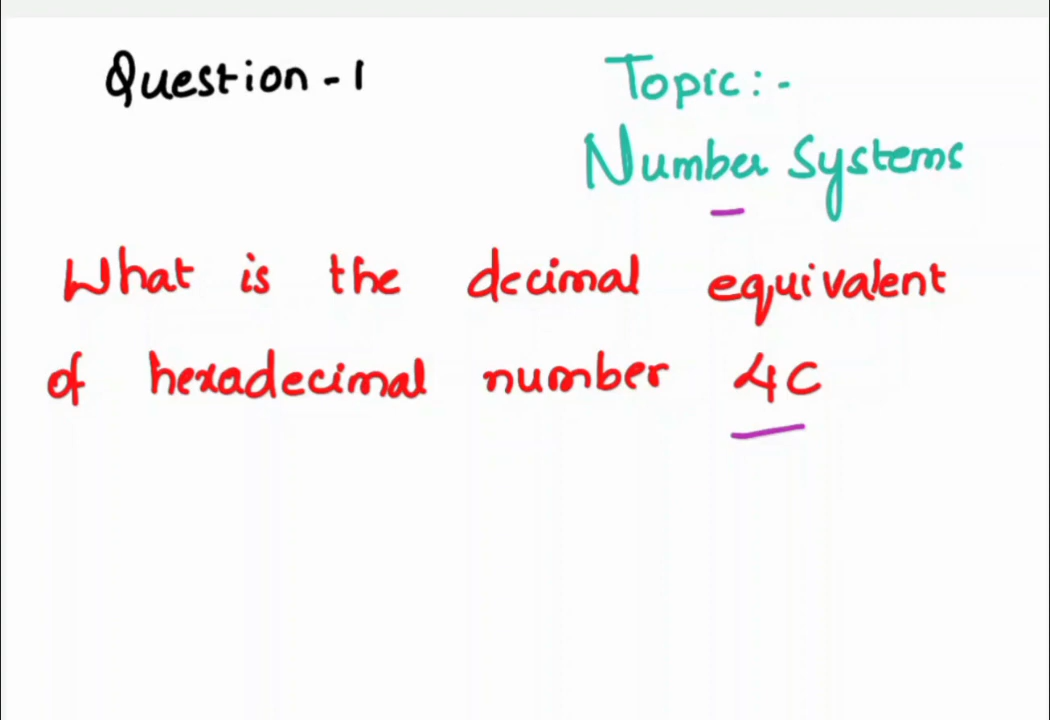 Question - 1
Topic : -
Number Systems
What is the decimal equivalent
of hexadecimal number 4C